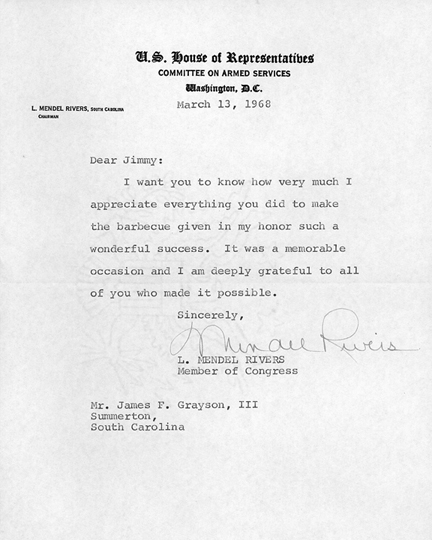 U.S. House of Representatives
COMMITTEE ON ARMED SERVICES
Washington, D.C.
March 13, 1968
L. MENDEL RIVERS, SOUTH CAROLINA
CHAIRMAN
Dear Jimmy:
I want you to know how very much I
appreciate everything you did to make
the barbecue given in my honor such a
wonderful success. It was a memorable
occasion and I am deeply grateful to all
of you who made it possible.
Sincerely,
L Mendel Rivers
L. MENDEL RIVERS
Member of Congress
Mr. James F. Grayson, III
Summerton,
South Carolina